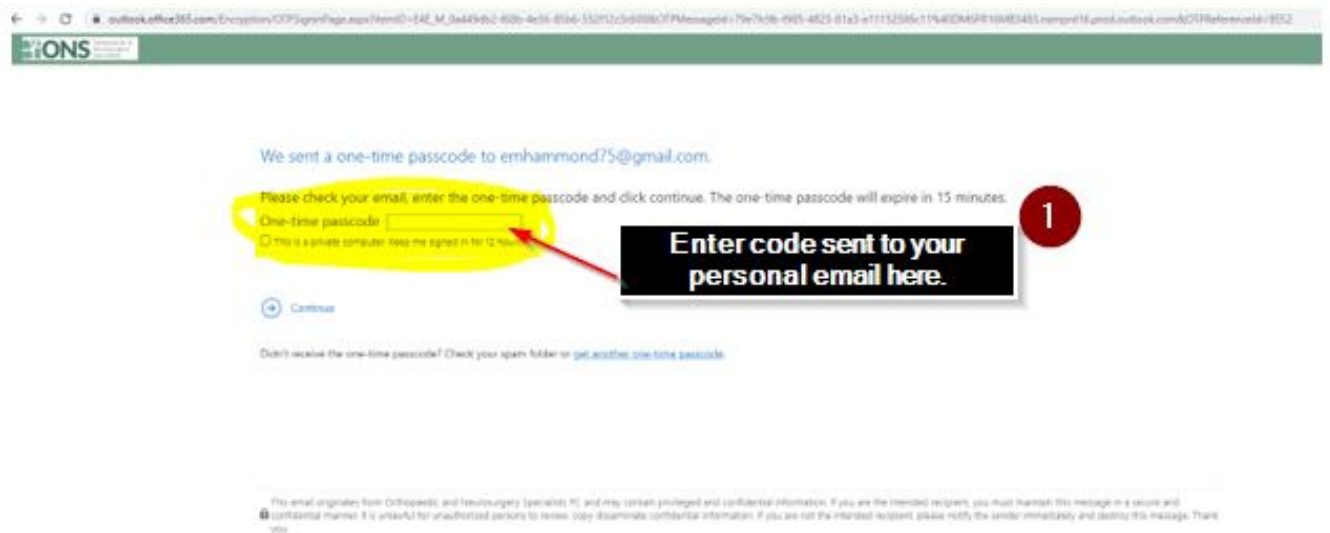 outlook.office365.com/Encryption/OTPSigninPage.aspx?
ONS
We sent a one-time passcode to emhammond75@gmail.com.
Please check your email, enter the one-time passcode and click continue. The one-time passcode will expire in 15 minutes.
1
One-time passcode
This is a private computer. Keep me signed in for 12 hours.
Enter code sent to your
personal email here.
Continue
Didn't receive the one-time passcode? Check your spam folder or get another one-time passcode.
This email originates from Orthopaedic and Neurosurgery Specialists PC and may contain privileged and confidential information. If you are the intended recipient, you must maintain this message in a secure and
confidential manner. It is unlawful for unauthorized persons to review, copy disseminate confidential information. If you are not the intended recipient, please notify the sender immediately and destroy this message. Thank
you.